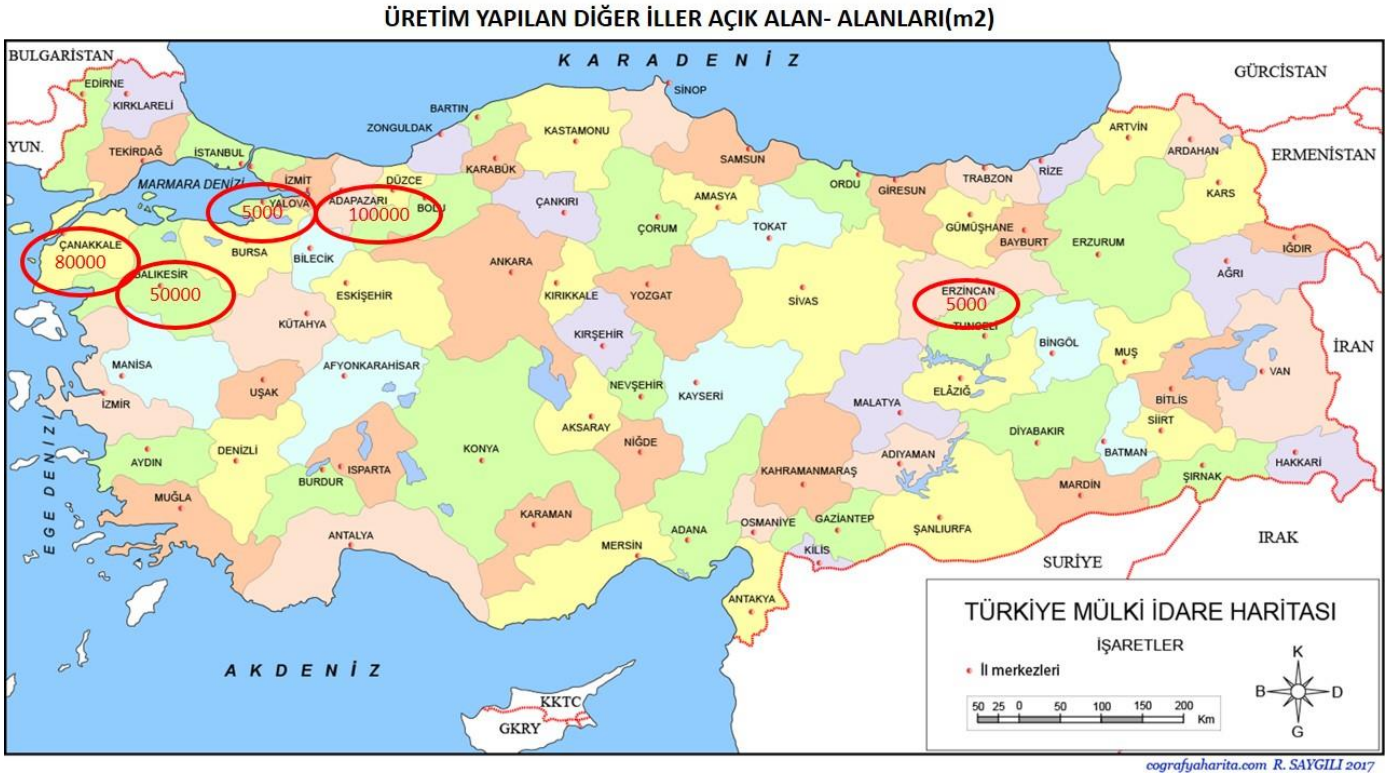 ÜRETİM YAPILAN DİĞER İLLER AÇIK ALAN- ALANLARI(m2)
BULGARİSTAN
K A R A D E N İ Z
GÜRCİSTAN
EDİRNE
KIRKLARELİ
SİNOP
BARTIN
ZONGULDAK
KASTAMONU
ARTVİN
YUN.
TEKİRDAĞ
İSTANBUL
KARABÜK
SAMSUN
ARDAHAN
ERMENİSTAN
MARMARA DENİZİ
İZMİT
DÜZCE
ORDU
GİRESUN
TRABZON
RİZE
KARS
YALOVA
5000
ADAPAZARI
100000
BOLU
ÇANKIRI
AMASYA
ÇORUM
TOKAT
GÜMÜŞHANE
BAYBURT
ERZURUM
IĞDIR
ÇANAKKALE
80000
BURSA
BİLECİK
ANKARA
AĞRI
BALIKESİR
50000
ESKİŞEHİR
KIRIKKALE
YOZGAT
SİVAS
ERZİNCAN
5000
TUNCELİ
KÜTAHYA
KIRŞEHİR
BİNGÖL
MUŞ
İRAN
MANİSA
AFYONKARAHİSAR
VAN
UŞAK
NEVŞEHİR
KAYSERİ
ELÂZIĞ
BİTLİS
İZMİR
MALATYA
AKSARAY
SİİRT
EGE DENİZİ
DENİZLİ
KONYA
NİĞDE
DİYABAKIR
BATMAN
AYDIN
ISPARTA
BURDUR
KAHRAMANMARAŞ
ADIYAMAN
HAKKARİ
ŞIRNAK
MARDİN
MUĞLA
KARAMAN
ADANA
OSMANİYE
GAZİANTEP
ŞANLIURFA
ANTALYA
MERSİN
KİLİS
IRAK
SURİYE
ANTAKYA
A K D E N İ Z
KKTC
GKRY
TÜRKİYE MÜLKİ İDARE HARİTASI
İŞARETLER
İl merkezleri
50 25 0 50 100 150 200 Km
K
B D
G
cografyaharita.com R. SAYGILI 2017